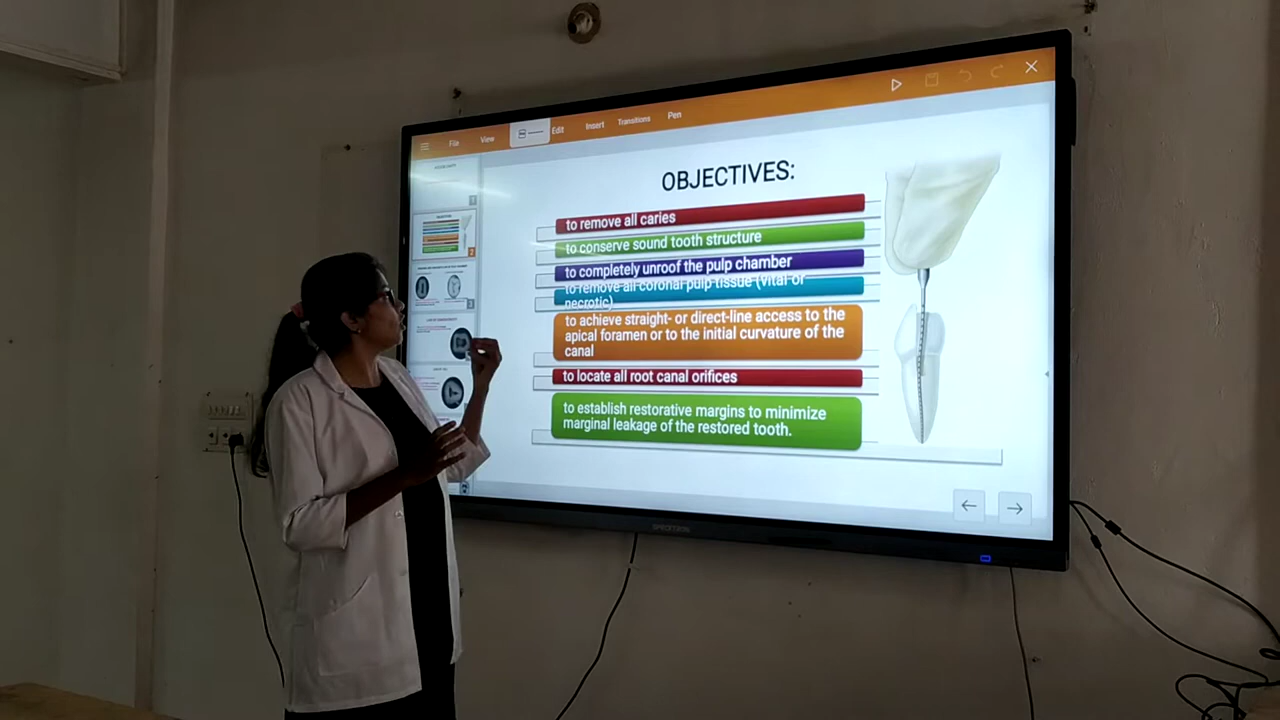 File View Edit Insert Transitions Pen
OBJECTIVES:
to remove all caries
to conserve sound tooth structure
to completely unroof the pulp chamber
to remove all coronal pulp tissue (vital or
necrotic)
to achieve straight- or direct-line access to the
apical foramen or to the initial curvature of the
canal
to locate all root canal orifices
to establish restorative margins to minimize
marginal leakage of the restored tooth.